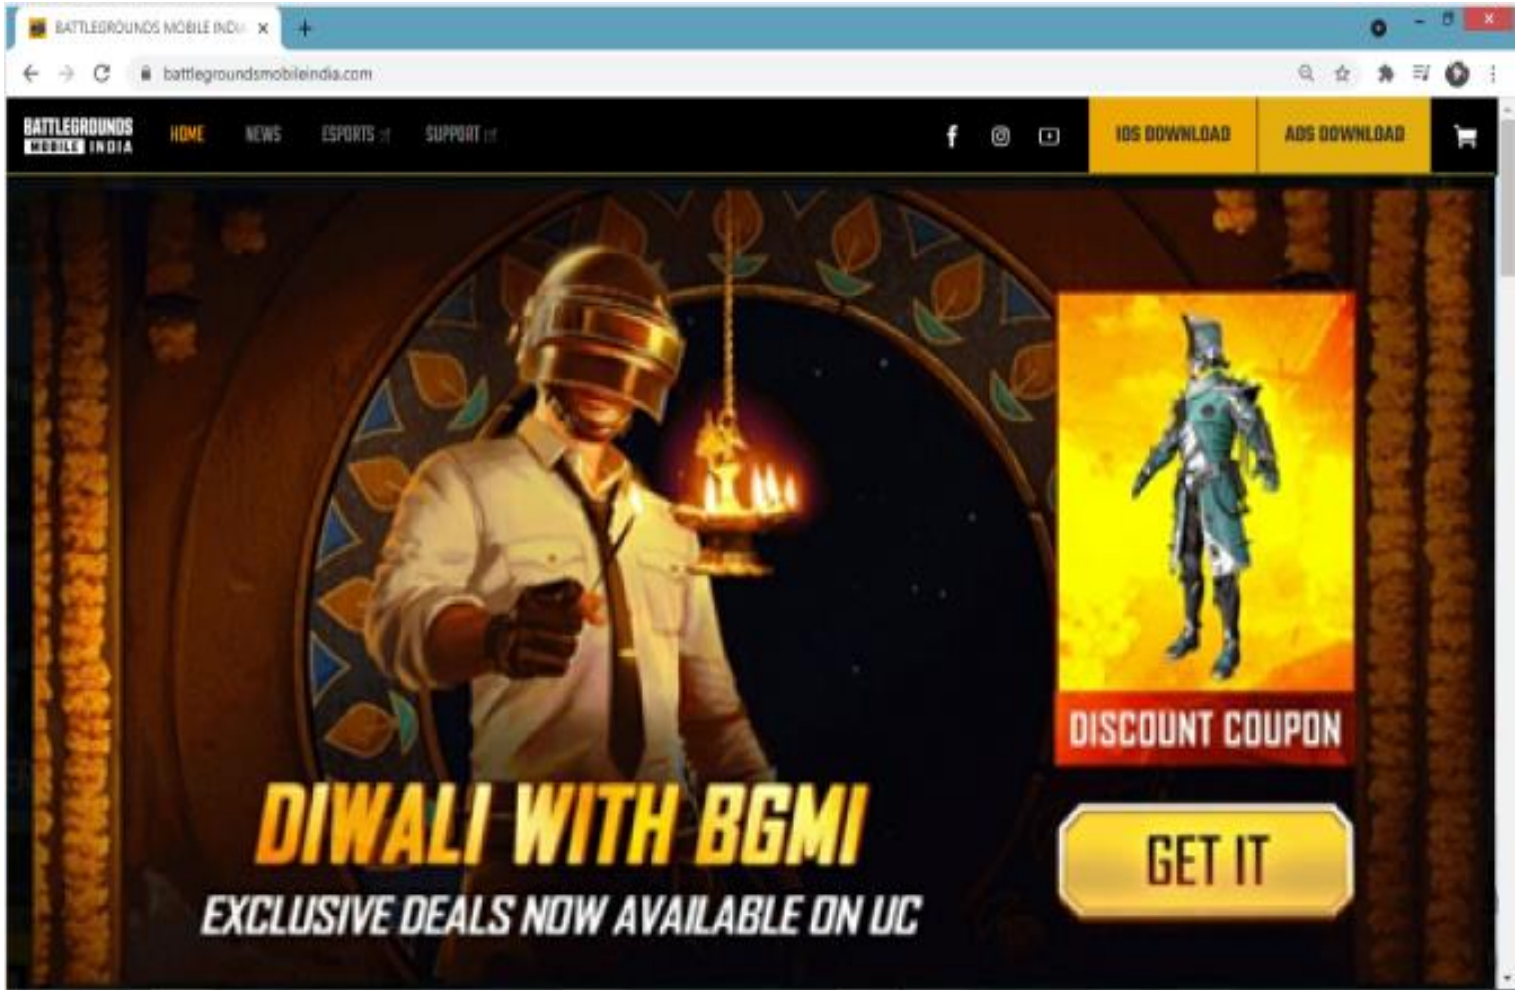 BATTLEGROUNDS MOBILE INDI
battlegroundsmobileindia.com
BATTLEGROUNDS
MOBILE INDIA
HOME NEWS ESPORTS SUPPORT
f
IOS DOWNLOAD AOS DOWNLOAD
DISCOUNT COUPON
DIWALI WITH BGMI
GET IT
EXCLUSIVE DEALS NOW AVAILABLE ON UC